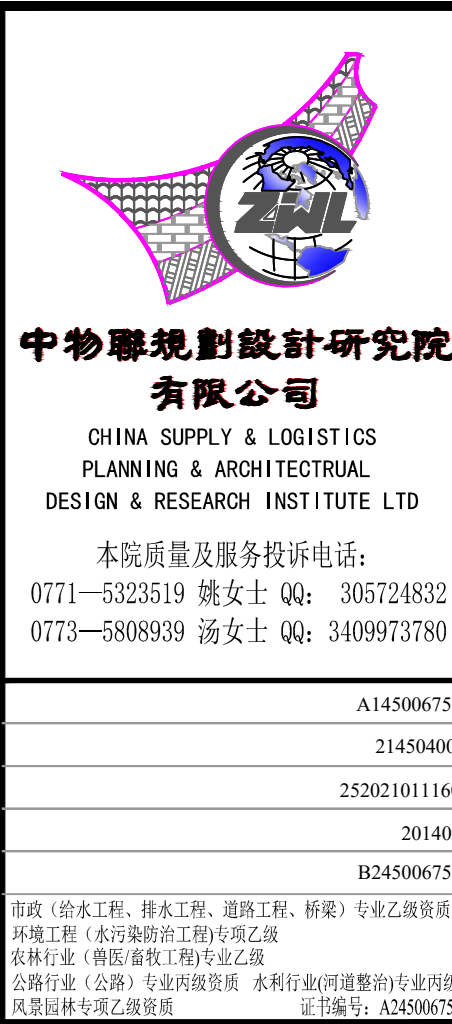 ZWL
中物聯規劃設計研究院
有限公司
CHINA SUPPLY & LOGISTICS
PLANNING & ARCHITECTRUAL
DESIGN & RESEARCH INSTITUTE LTD
本院质量及服务投诉电话：
0771—5323519 姚女士 QQ： 305724832
0773—5808939 汤女士 QQ：3409973780
A14500675
21450400
25202101116
20140
B24500675
市政（给水工程、排水工程、道路工程、桥梁）专业乙级资质
环境工程（水污染防治工程)专项乙级
农林行业（兽医/畜牧工程)专业乙级
公路行业（公路）专业丙级资质 水利行业(河道整治)专业丙级
风景园林专项乙级资质 证书编号：A24500675